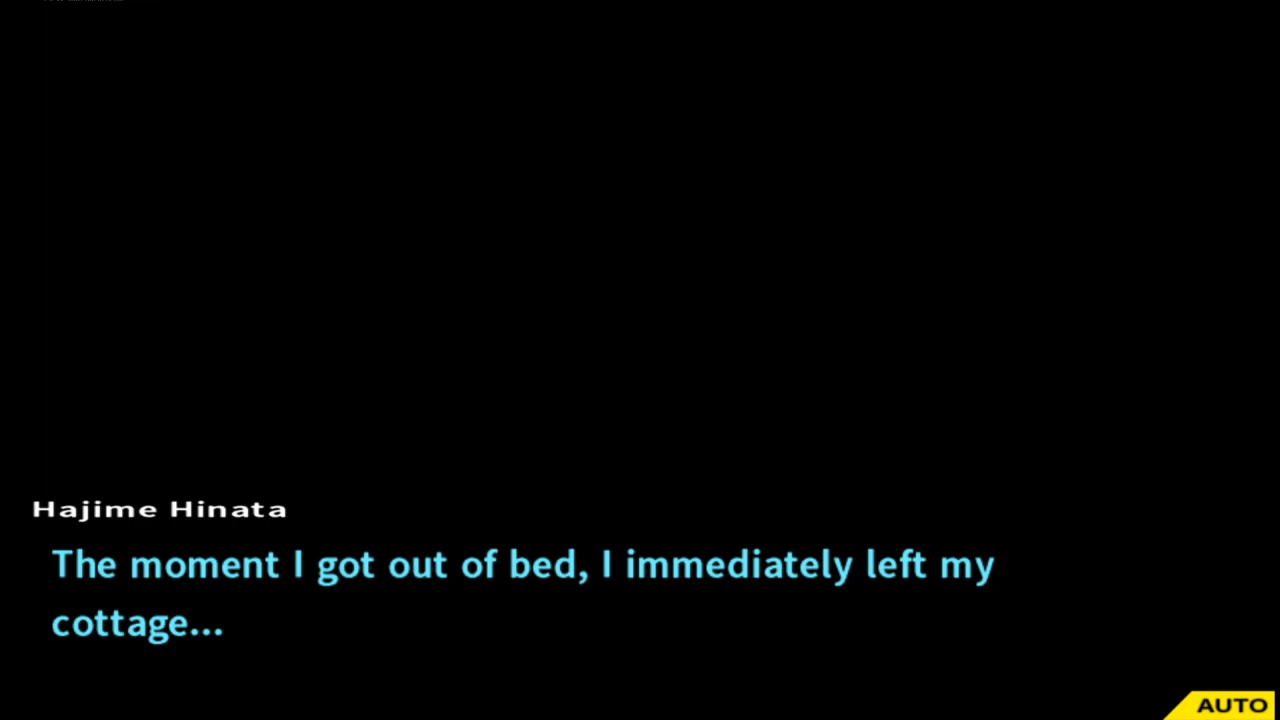 Hajime Hinata
The moment I got out of bed, I immediately left my
cottage...
AUTO